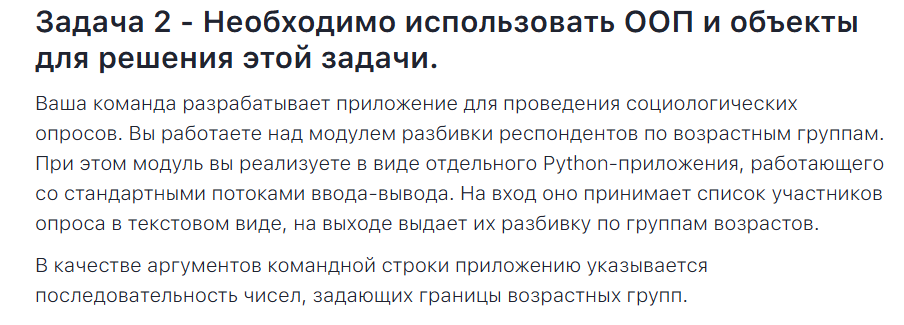 Задача 2 - Необходимо использовать ООП и объекты
для решения этой задачи.
Ваша команда разрабатывает приложение для проведения социологических
опросов. Вы работаете над модулем разбивки респондентов по возрастным группам.
При этом модуль вы реализуете в виде отдельного Python-приложения, работающего
со стандартными потоками ввода-вывода. На вход оно принимает список участников
опроса в текстовом виде, на выходе выдает их разбивку по группам возрастов.
В качестве аргументов командной строки приложению указывается
последовательность чисел, задающих границы возрастных групп.